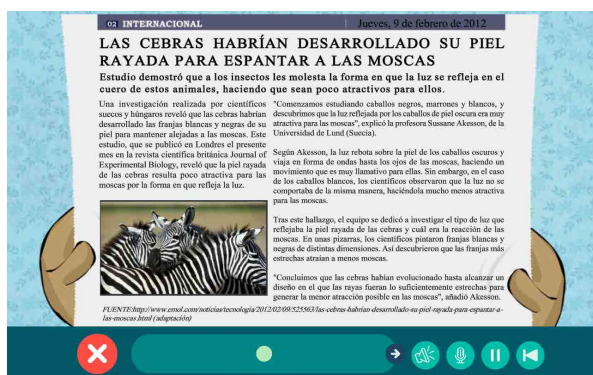 02 INTERNACIONAL
Jueves, 9 de febrero de 2012
LAS CEBRAS HABRÍAN DESARROLLADO SU PIEL
RAYADA PARA ESPANTAR A LAS MOSCAS
Estudio demostró que a los insectos les molesta la forma en que la luz se refleja en el
cuero de estos animales, haciendo que sean poco atractivos para ellos.
Una investigación realizada por científicos
suecos y húngaros reveló que las cebras habrían
desarrollado las franjas blancas y negras de su
piel para mantener alejadas a las moscas. Este
estudio, que se publicó en Londres el presente
mes en la revista científica británica Journal of
Experimental Biology, reveló que la piel rayada
de las cebras resulta poco atractiva para las
moscas por la forma en que refleja la luz.
"Comenzamos estudiando caballos negros, marrones y blancos, y
descubrimos que la luz reflejada por los caballos de piel oscura era muy
atractiva para las moscas", explicó la profesora Sussane Akesson, de la
Universidad de Lund (Suecia).
Según Akesson, la luz rebota sobre la piel de los caballos oscuros y
viaja en forma de ondas hasta los ojos de las moscas, haciendo un
movimiento que es muy llamativo para ellas. Sin embargo, en el caso
de los caballos blancos, los científicos observaron que la luz no se
comportaba de la misma manera, haciéndola mucho menos atractiva
para las moscas.
Tras este hallazgo, el equipo se dedicó a investigar el tipo de luz que
reflejaba la piel rayada de las cebras y cuál era la reacción de las
moscas. En unas pizarras, los científicos pintaron franjas blancas y
negras de distintas dimensiones. Así descubrieron que las franjas más
estrechas atraían a menos moscas.
"Concluimos que las cebras habían evolucionado hasta alcanzar un
diseño en el que las rayas fueran lo suficientemente estrechas para
generar la menor atracción posible en las moscas", añadió Akesson.
FUENTE:http://www.emol.com/noticias/tecnologia/2012/02/09/525563/las-cebras-habrian-desarrollado-su-piel-rayada-para-espantar-a-
las-moscas.html (adaptación)